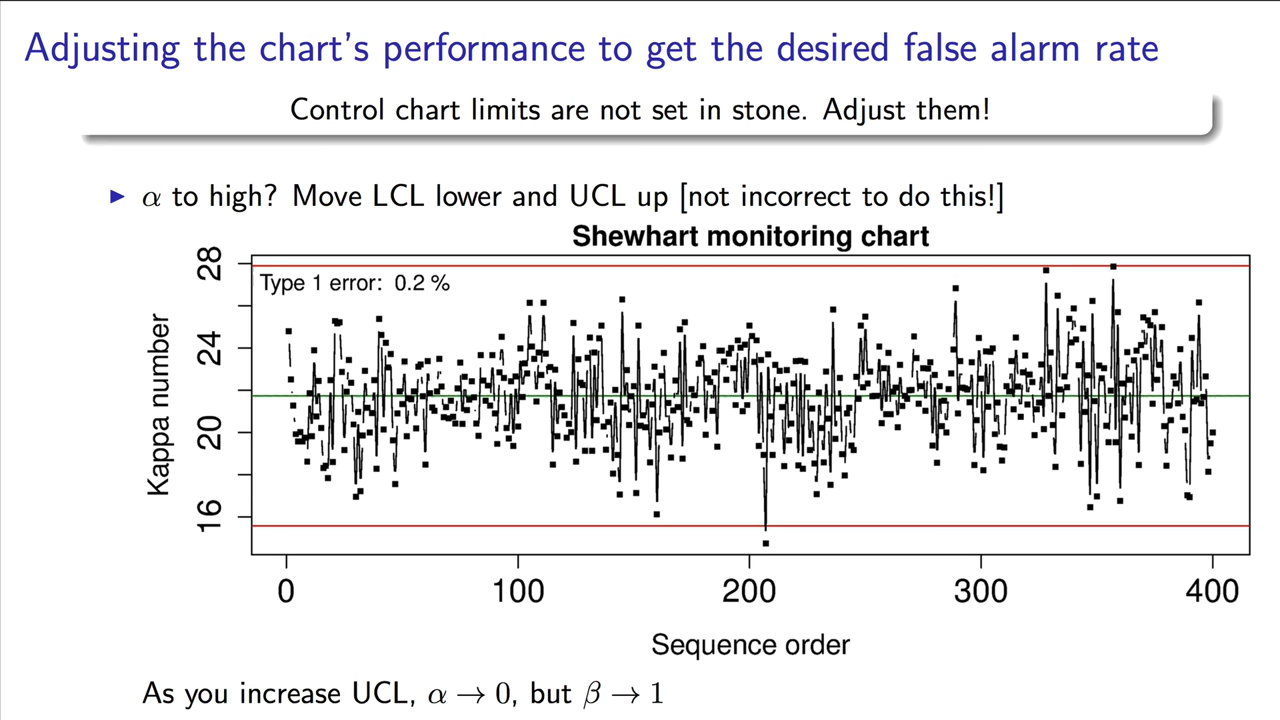 Adjusting the chart's performance to get the desired false alarm rate
Control chart limits are not set in stone. Adjust them!
▶ α to high? Move LCL lower and UCL up [not incorrect to do this!]
Shewhart monitoring chart
Type 1 error: 0.2 %
Kappa number
28
24
20
16
0 100 200 300 400
Sequence order
As you increase UCL, α → 0, but β → 1